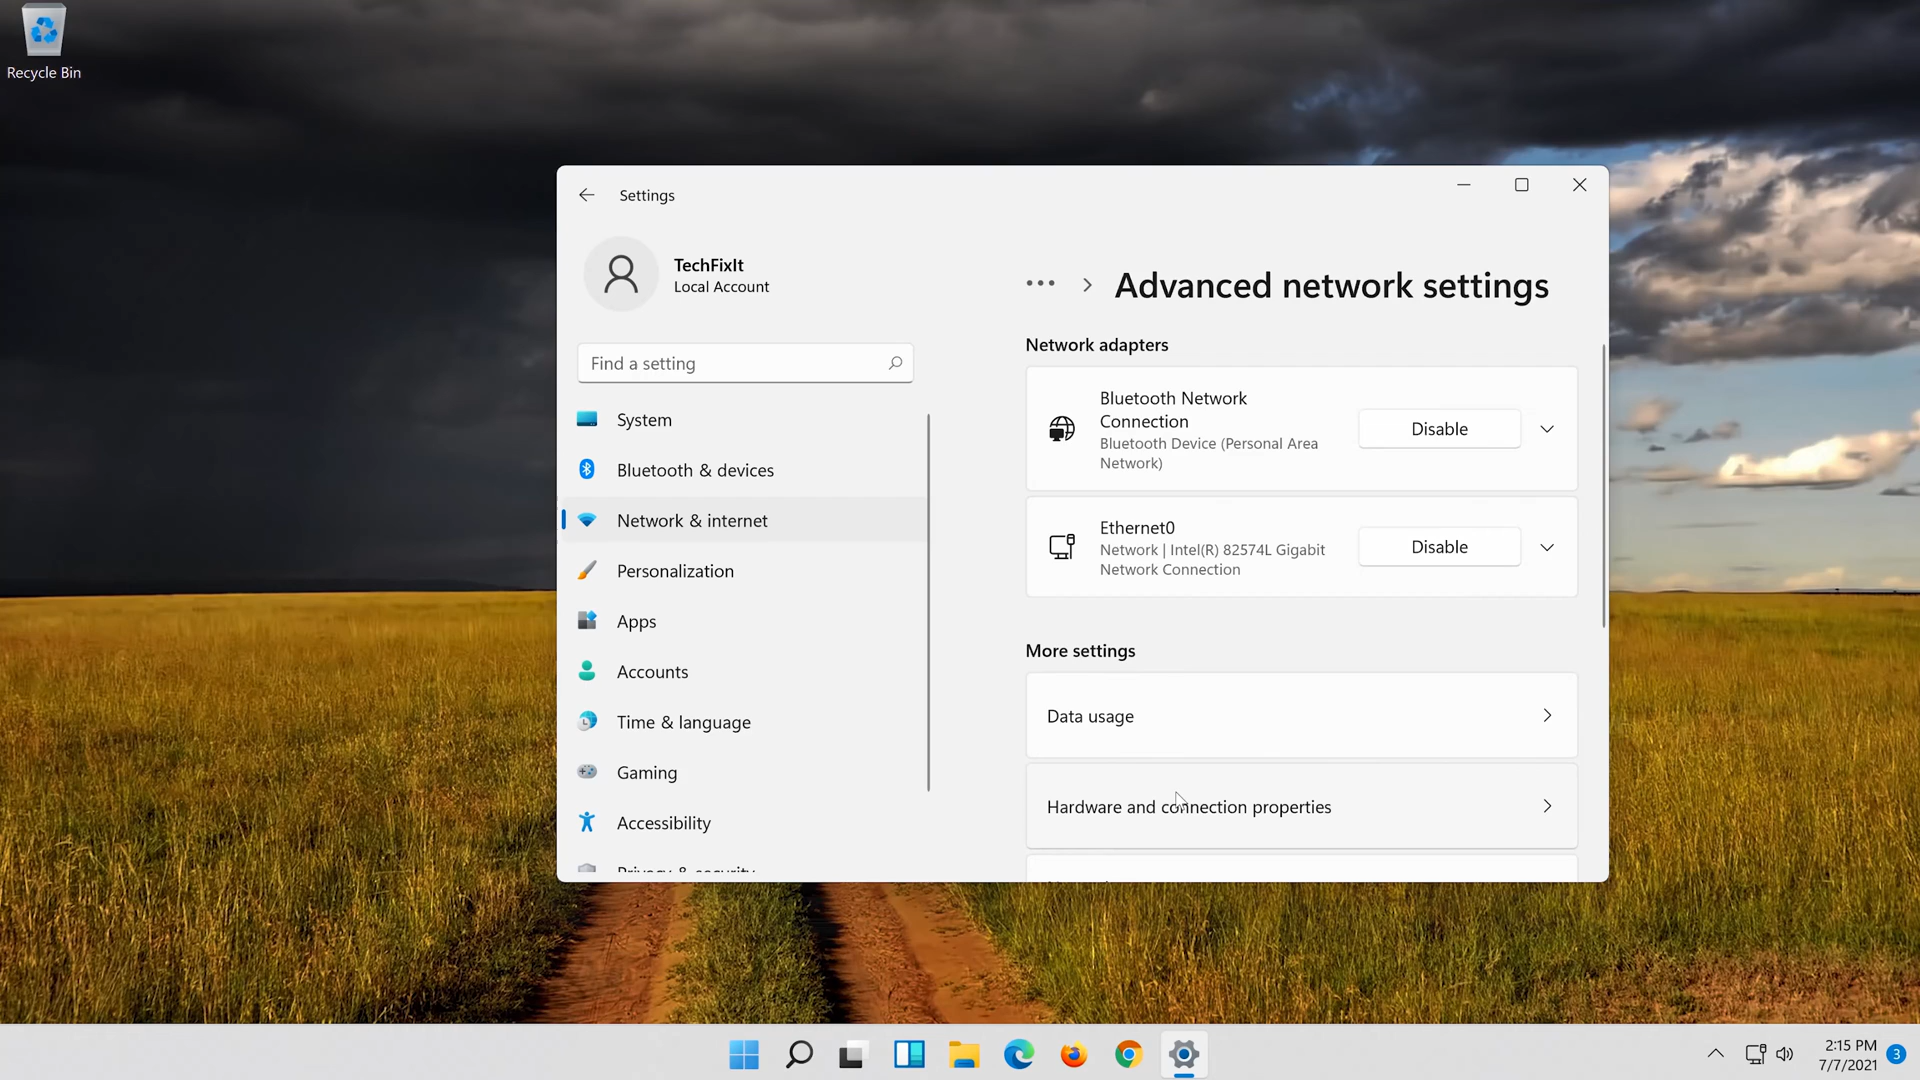 Recycle Bin
Settings
TechFixIt
Local Account
Find a setting
System
Bluetooth & devices
Network & internet
Personalization
Apps
Accounts
Time & language
Gaming
Accessibility
Privacy & security
Advanced network settings
Network adapters
Bluetooth Network
Connection
Bluetooth Device (Personal Area
Network)
Disable
Ethernet0
Network | Intel(R) 82574L Gigabit
Network Connection
Disable
More settings
Data usage
Hardware and connection properties
2:15 PM
7/7/2021
3